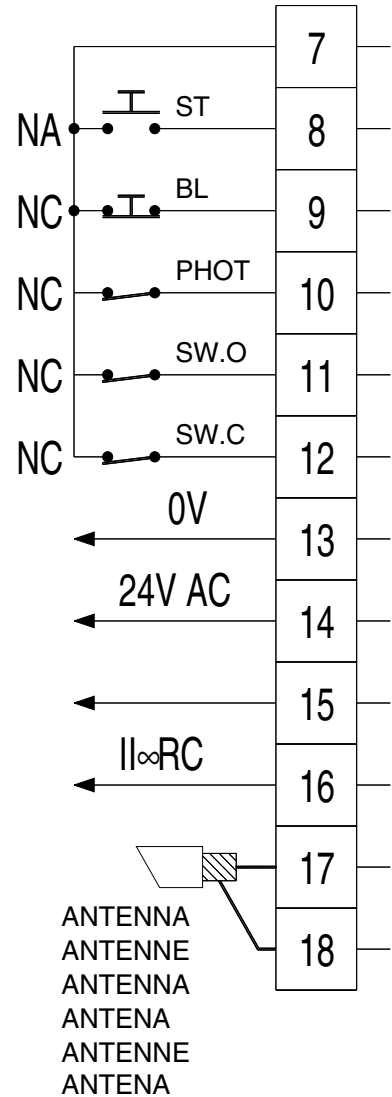 7
ST
NA 8
BL
NC 9
PHOT
NC 10
SW.O
NC 11
SW.C
NC 12
0V
13
24V AC
14
15
II∞RC
16
17
18
ANTENNA
ANTENNE
ANTENNA
ANTENA
ANTENNE
ANTENA